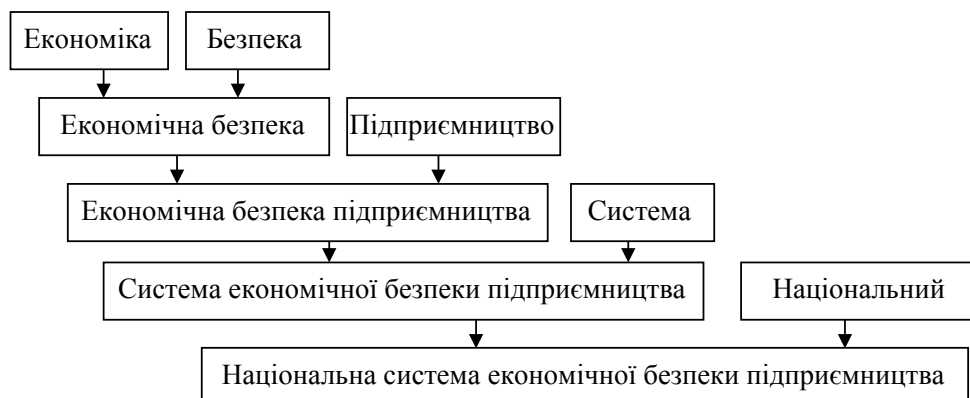 Економіка
Безпека
Економічна безпека
Підприємництво
Економічна безпека підприємництва
Система
Система економічної безпеки підприємництва
Національний
Національна система економічної безпеки підприємництва